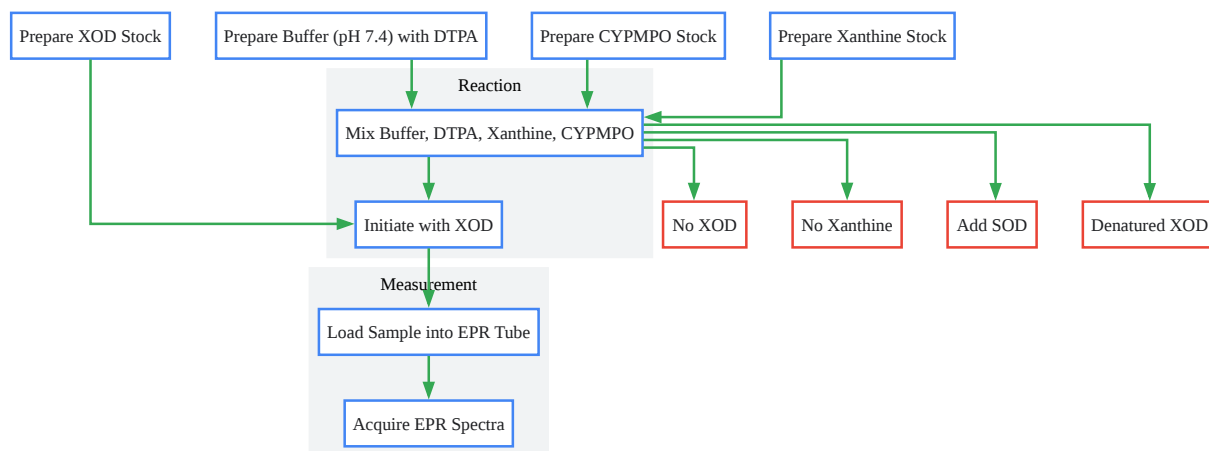 Prepare XOD Stock
Prepare Buffer (pH 7.4) with DTPA
Prepare CYPMPO Stock
Prepare Xanthine Stock
Reaction
Mix Buffer, DTPA, Xanthine, CYPMPO
Initiate with XOD
No XOD
No Xanthine
Add SOD
Denatured XOD
Measurement
Load Sample into EPR Tube
Acquire EPR Spectra